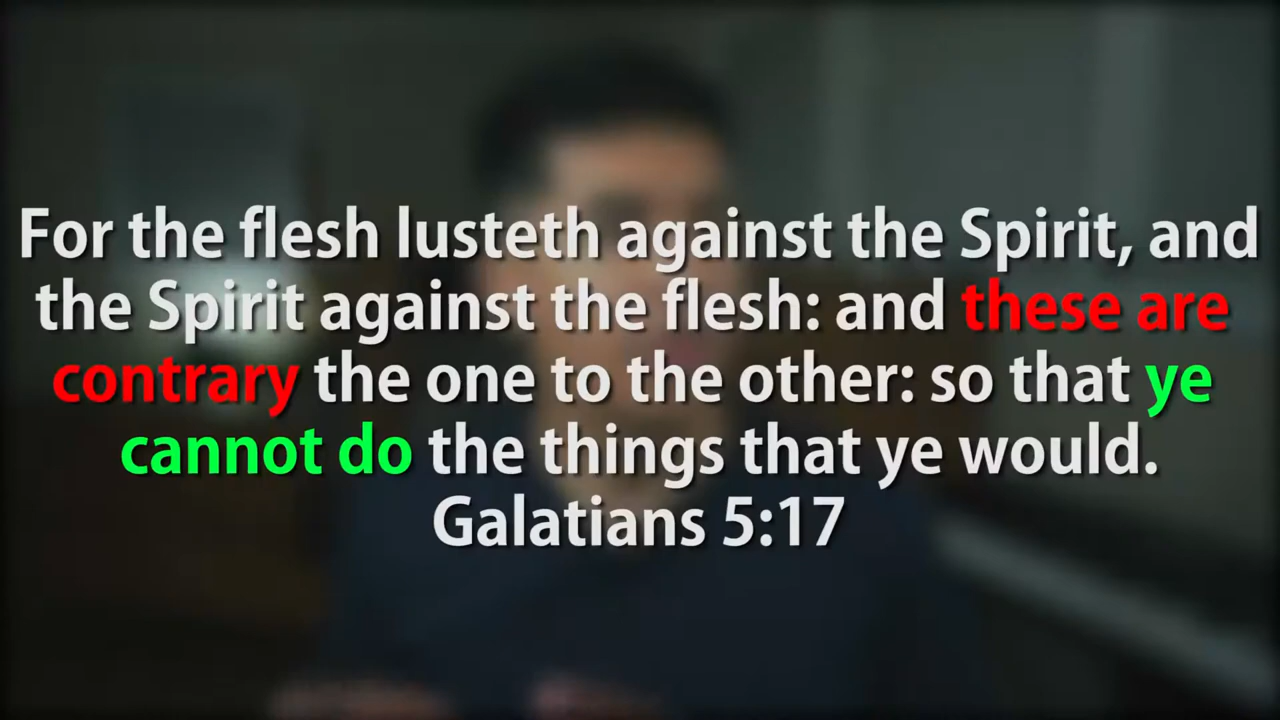 For the flesh lusteth against the Spirit, and
the Spirit against the flesh: and these are
contrary the one to the other: so that ye
cannot do the things that ye would.
Galatians 5:17